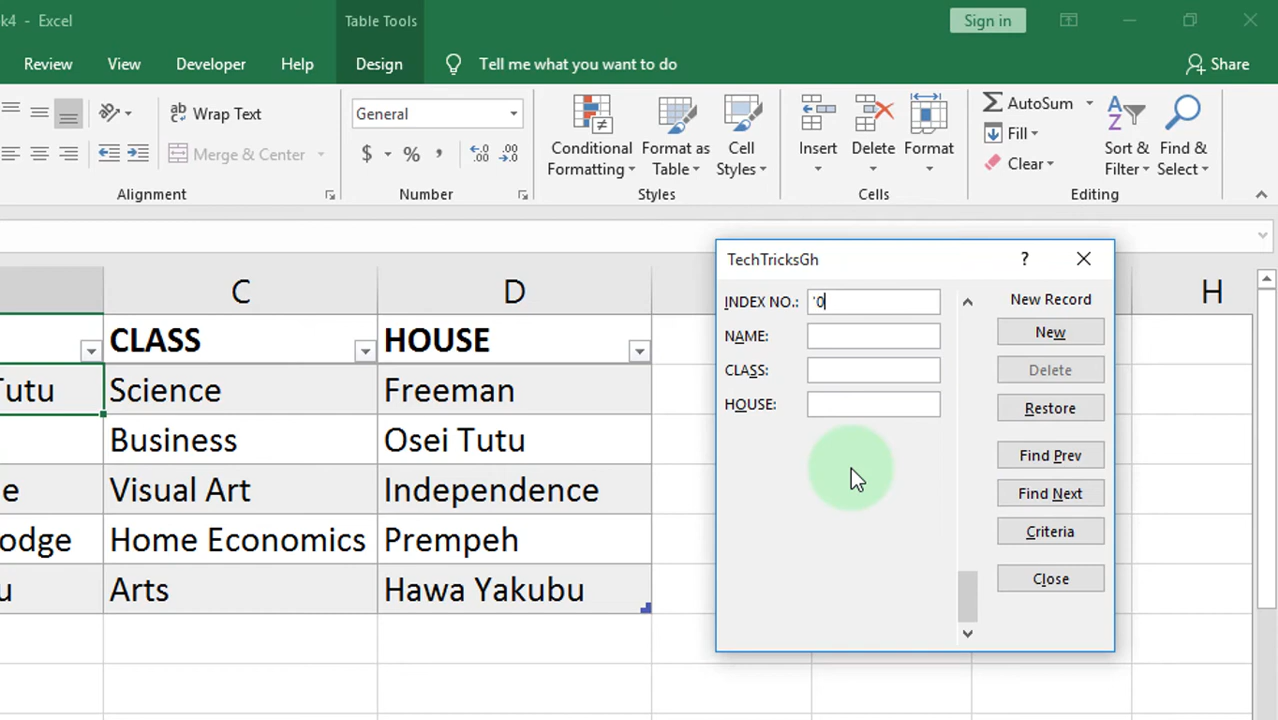 k4 - Excel
Table Tools
Sign in
Review View Developer Help Design Tell me what you want to do Share
Wrap Text
Merge & Center
Alignment
General
$ % , .00
Number
Conditional Formatting
Format as Table
Cell Styles
Styles
Insert
Delete
Format
Cells
AutoSum
Fill
Clear
Sort & Filter
Find & Select
Editing
C D H
CLASS HOUSE
Tutu Science Freeman
Business Osei Tutu
e Visual Art Independence
odge Home Economics Prempeh
u Arts Hawa Yakubu
TechTricksGh ?
INDEX NO.: '0
NAME:
CLASS:
HOUSE:
New Record
New
Delete
Restore
Find Prev
Find Next
Criteria
Close